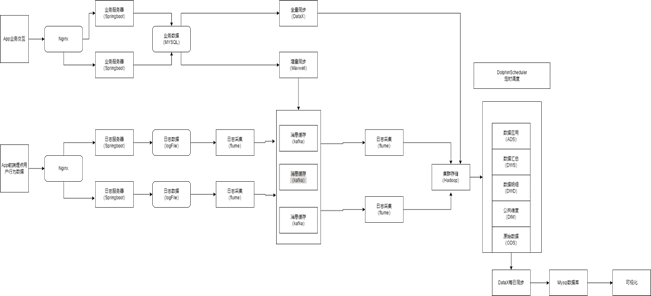 App业务交互
Nginx
业务服务器
(Springboot)
业务服务器
(Springboot)
业务数据
(MYSQL)
全量同步
(DataX)
增量同步
(Maxwell)
App前端埋点用
户行为数据
Nginx
日志服务器
(Springboot)
日志数据
(logFile)
日志采集
(flume)
日志服务器
(Springboot)
日志数据
(logFile)
日志采集
(flume)
消息缓存
(kafka)
消息缓存
(kafka)
消息缓存
(kafka)
日志采集
(flume)
日志采集
(flume)
集群存储
(Hadoop)
DolphinScheduler
定时调度
数据应用
(ADS)
数据汇总
(DWS)
数据明细
(DWD)
公共维度
(DIM)
原始数据
(ODS)
DataX每日同步
Mysql数据库
可视化